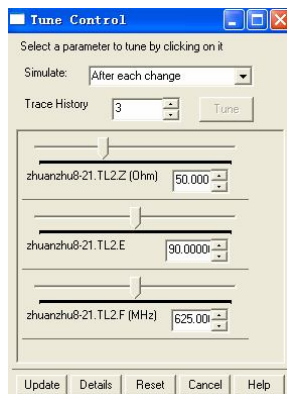 Tune Control
Select a parameter to tune by clicking on it
Simulate: After each change
Trace History 3 Tune
zhuanzhu8-21.TL2.Z (Ohm) 50.000
zhuanzhu8-21.TL2.E 90.0000
zhuanzhu8-21.TL2.F (MHz) 625.00
Update Details Reset Cancel Help